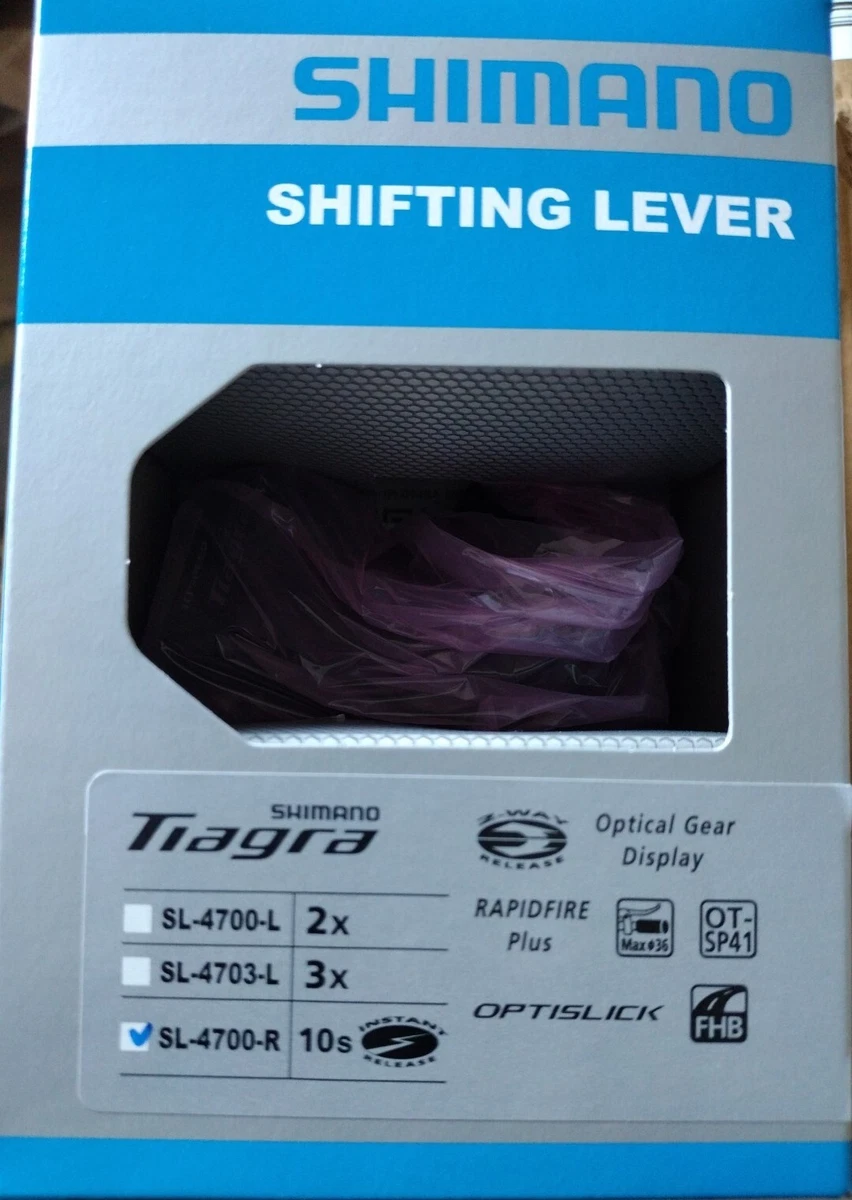 SHIMANO
SHIFTING LEVER
SHIMANO
Tiagra
SL-4700-L 2x
SL-4703-L 3x
SL-4700-R 10s INSTANT RELEASE
2-WAY RELEASE
Optical Gear
Display
RAPIDFIRE
Plus
Max ϕ36
OT-
SP41
OPTISLICK
FHB